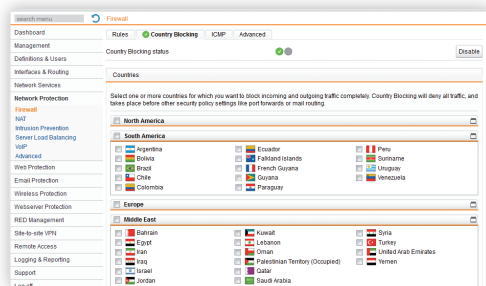 search menu
Firewall
Dashboard
Management
Definitions & Users
Interfaces & Routing
Network Services
Network Protection
Firewall
NAT
Intrusion Prevention
Server Load Balancing
VoIP
Advanced
Web Protection
Email Protection
Wireless Protection
Webserver Protection
RED Management
Site-to-site VPN
Remote Access
Logging & Reporting
Support
Log off
Rules Country Blocking ICMP Advanced
Country Blocking status Disable
Countries
Select one or more countries for which you want to block incoming and outgoing traffic completely. Country Blocking will deny all traffic, and
takes place before other security policy settings like port forwards or mail routing.
North America
South America
Argentina Ecuador Peru
Bolivia Falkland Islands Suriname
Brazil French Guyana Uruguay
Chile Guyana Venezuela
Colombia Paraguay
Europe
Middle East
Bahrain Kuwait Syria
Egypt Lebanon Turkey
Iran Oman United Arab Emirates
Iraq Palestinian Territory (Occupied) Yemen
Israel Qatar
Jordan Saudi Arabia